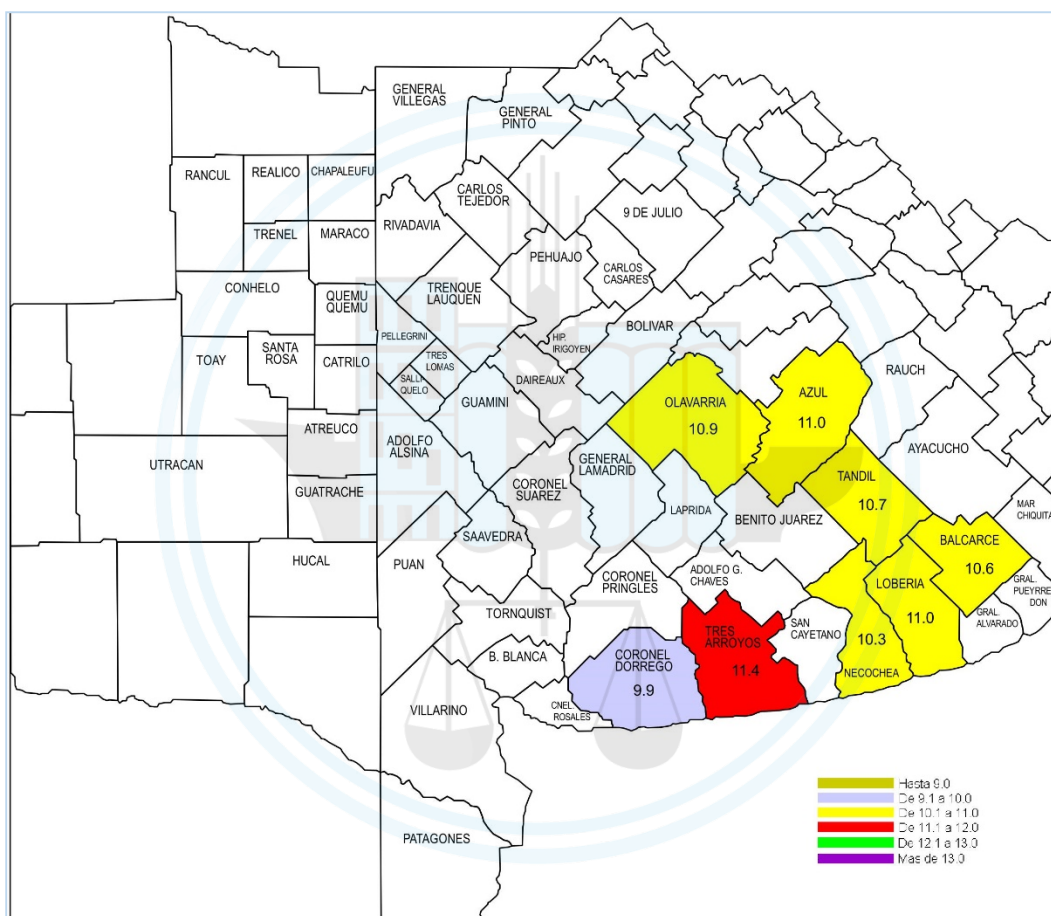 GENERAL
VILLEGAS
GENERAL
PINTO
RANCUL
REALICO
CHAPALEUFU
CARLOS
TEJEDOR
9 DE JULIO
RIVADAVIA
TRENEL
MARACO
PEHUAJO
CARLOS
CASARES
CONHELO
QUEMU
QUEMU
TRENQUE
LAUQUEN
BOLIVAR
PELLEGRINI
HIP.
IRIGOYEN
TOAY
SANTA
ROSA
CATRILO
TRES
LOMAS
SALLI
QUELO
DAIREAUX
RAUCH
GUAMINI
OLAVARRIA
10.9
AZUL
11.0
ATREUCO
ADOLFO
ALSINA
AYACUCHO
UTRACAN
GENERAL
LAMADRID
TANDIL
10.7
GUATRACHE
CORONEL
SUAREZ
LAPRIDA
BENITO JUAREZ
MAR
CHIQUITA
SAAVEDRA
BALCARCE
10.6
HUCAL
PUAN
CORONEL
PRINGLES
ADOLFO G.
CHAVES
LOBERIA
11.0
GRAL.
PUEYRRE
DON
TORNQUIST
GRAL.
ALVARADO
SAN
CAYETANO
TRES
ARROYOS
11.4
10.3
NECOCHEA
B. BLANCA
CORONEL
DORREGO
9.9
VILLARINO
CNEL.
ROSALES
PATAGONES
Hasta 9.0
De 9.1 a 10.0
De 10.1 a 11.0
De 11.1 a 12.0
De 12.1 a 13.0
Mas de 13.0